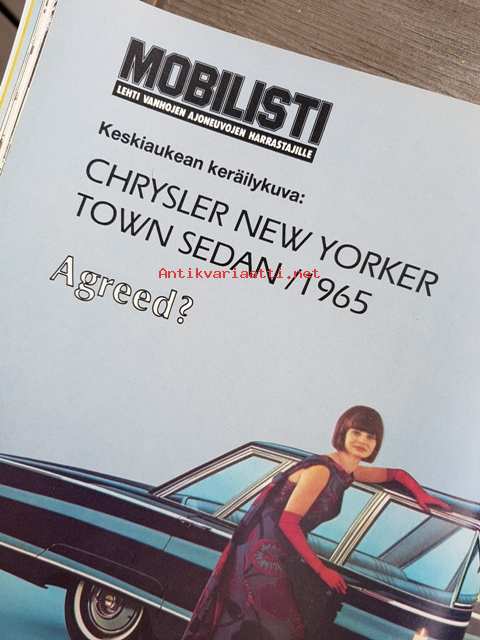 MOBILISTI
LEHTI VANHOJEN AJONEUVOJEN HARRASTAJILLE
Keskiaukean keräilykuva:
CHRYSLER NEW YORKER
TOWN SEDAN /1965
Antikvariaatti.net
Agreed?